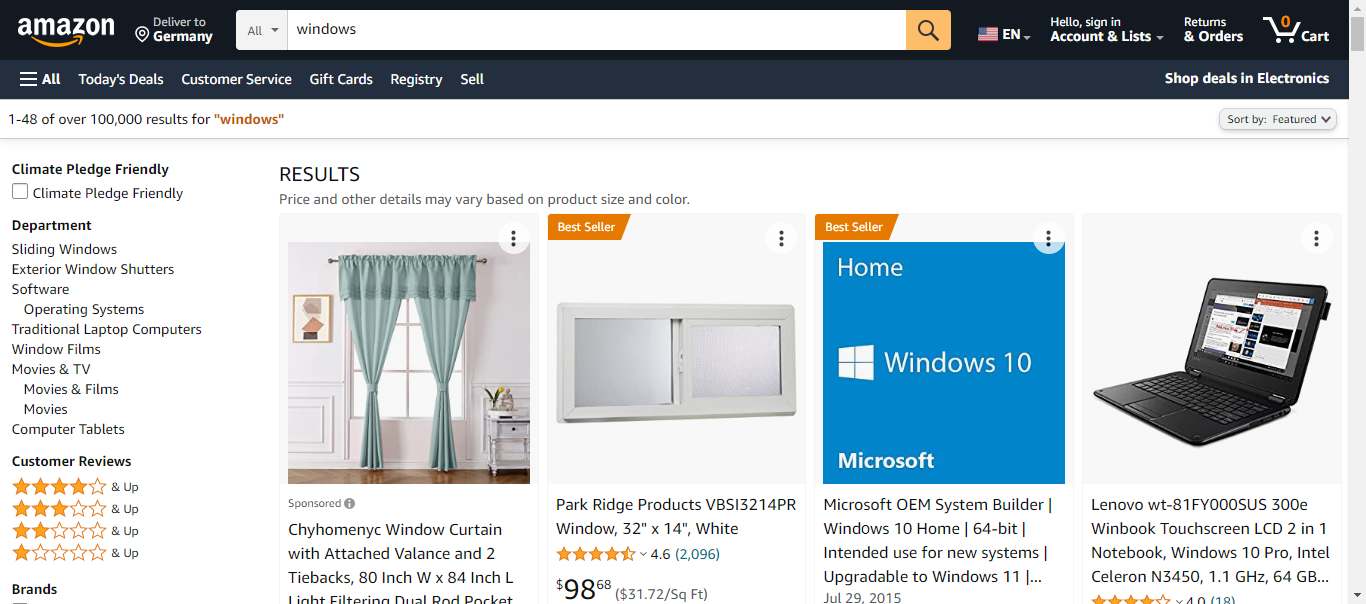 amazon
Deliver to
Germany
All
windows
EN
Hello, sign in
Account & Lists
Returns
& Orders
0
Cart
All
Today's Deals
Customer Service
Gift Cards
Registry
Sell
Shop deals in Electronics
1-48 of over 100,000 results for "windows"
Sort by: Featured
Climate Pledge Friendly
Climate Pledge Friendly
Department
Sliding Windows
Exterior Window Shutters
Software
Operating Systems
Traditional Laptop Computers
Window Films
Movies & TV
Movies & Films
Movies
Computer Tablets
Customer Reviews
& Up
& Up
& Up
& Up
Brands
RESULTS
Price and other details may vary based on product size and color.
Sponsored
Chyhomenyc Window Curtain
with Attached Valance and 2
Tiebacks, 80 Inch W x 84 Inch L
Light Filtering Dual Rod Pocket
Best Seller
Park Ridge Products VBSI3214PR
Window, 32" x 14", White
4.6 (2,096)
$98.68 ($31.72/Sq Ft)
Best Seller
Home
Windows 10
Microsoft
Microsoft OEM System Builder |
Windows 10 Home | 64-bit |
Intended use for new systems |
Upgradable to Windows 11 |...
Jul 29, 2015
Lenovo wt-81FY000SUS 300e
Winbook Touchscreen LCD 2 in 1
Notebook, Windows 10 Pro, Intel
Celeron N3450, 1.1 GHz, 64 GB...
4.0 (18)